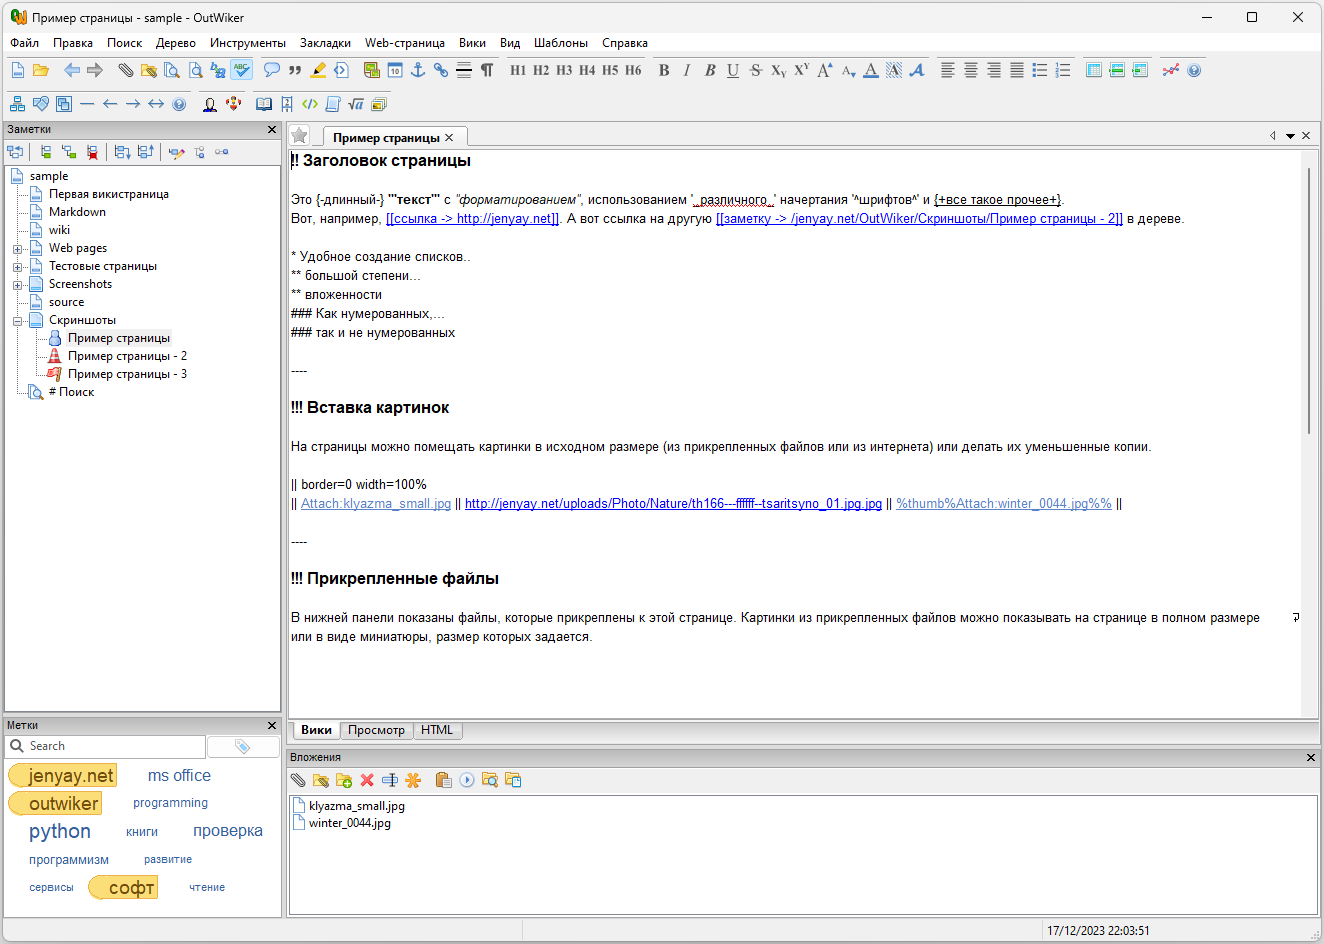 Пример страницы - sample - OutWiker
Файл Правка Поиск Дерево Инструменты Закладки Web-страница Вики Вид Шаблоны Справка
H1 H2 H3 H4 H5 H6 B I B U S
Заметки
sample
Первая викистраница
Markdown
wiki
Web pages
Тестовые страницы
Screenshots
source
Скриншоты
Пример страницы
Пример страницы - 2
Пример страницы - 3
# Поиск
Метки
Search
jenyay.net ms office
outwiker programming
python книги проверка
программизм развитие
сервисы софт чтение
Пример страницы
!! Заголовок страницы
Это {-длинный-} '''текст''' с ''форматированием'', использованием '_различного_' начертания '^шрифтов^' и {+все такое прочее+}.
Вот, например, [[ссылка -> http://jenyay.net]]. А вот ссылка на другую [[заметку -> /jenyay.net/OutWiker/Скриншоты/Пример страницы - 2]] в дереве.
* Удобное создание списков..
** большой степени...
** вложенности
### Как нумерованных,...
### так и не нумерованных
----
!!! Вставка картинок
На страницы можно помещать картинки в исходном размере (из прикрепленных файлов или из интернета) или делать их уменьшенные копии.
|| border=0 width=100%
|| Attach:klyazma_small.jpg || http://jenyay.net/uploads/Photo/Nature/th166---ffffff--tsaritsyno_01.jpg.jpg || %thumb%Attach:winter_0044.jpg%% ||
----
!!! Прикрепленные файлы
В нижней панели показаны файлы, которые прикреплены к этой странице. Картинки из прикрепленных файлов можно показывать на странице в полном размере
или в виде миниатюры, размер которых задается.
Вики Просмотр HTML
Вложения
klyazma_small.jpg
winter_0044.jpg
17/12/2023 22:03:51